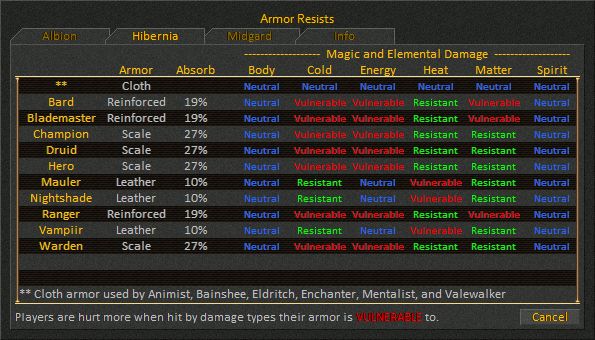 Armor Resists
Albion Hibernia Midgard Info
Magic and Elemental Damage
Armor Absorb Body Cold Energy Heat Matter Spirit
** Cloth Neutral Neutral Neutral Neutral Neutral Neutral
Bard Reinforced 19% Neutral Vulnerable Vulnerable Resistant Vulnerable Neutral
Blademaster Reinforced 19% Neutral Vulnerable Vulnerable Resistant Vulnerable Neutral
Champion Scale 27% Neutral Vulnerable Vulnerable Resistant Resistant Neutral
Druid Scale 27% Neutral Vulnerable Vulnerable Resistant Resistant Neutral
Hero Scale 27% Neutral Vulnerable Vulnerable Resistant Resistant Neutral
Mauler Leather 10% Neutral Resistant Neutral Vulnerable Resistant Neutral
Nightshade Leather 10% Neutral Resistant Neutral Vulnerable Resistant Neutral
Ranger Reinforced 19% Neutral Vulnerable Vulnerable Resistant Vulnerable Neutral
Vampiir Leather 10% Neutral Resistant Neutral Vulnerable Resistant Neutral
Warden Scale 27% Neutral Vulnerable Vulnerable Resistant Resistant Neutral
** Cloth armor used by Animist, Bainshee, Eldritch, Enchanter, Mentalist, and Valewalker
Players are hurt more when hit by damage types their armor is VULNERABLE to. Cancel